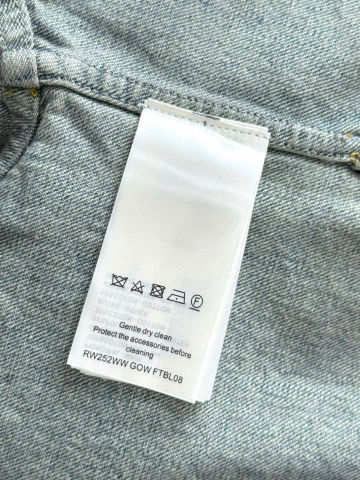 Gentle dry clean
Protect the accessories before
cleaning
RW252WW GOW FTBL08